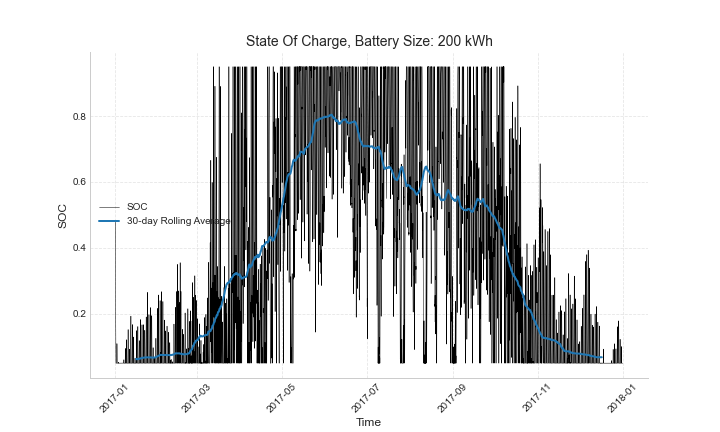 State Of Charge, Battery Size: 200 kWh
0.8
0.6
0.4
0.2
SOC
SOC
30-day Rolling Average
2017-01
2017-03
2017-05
2017-07
2017-09
2017-11
2018-01
Time